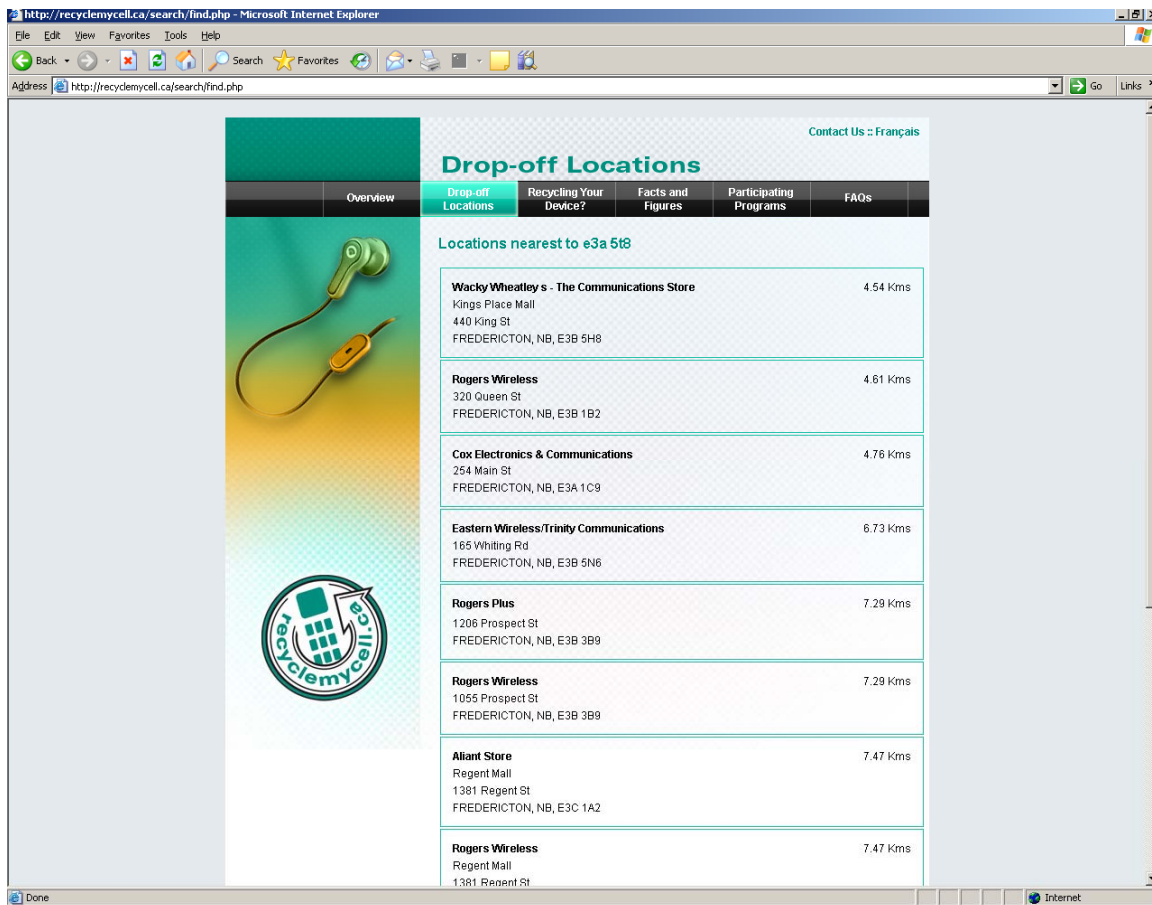 http://recyclemycell.ca/search/find.php - Microsoft Internet Explorer
File Edit View Favorites Tools Help
Back Search Favorites
Address http://recyclemycell.ca/search/find.php Go Links
Contact Us :: Français
Drop-off Locations
Overview
Drop-off Locations
Recycling Your Device?
Facts and Figures
Participating Programs
FAQs
Locations nearest to e3a 5t8
Wacky Wheatley s - The Communications Store 4.54 Kms
Kings Place Mall
440 King St
FREDERICTON, NB, E3B 5H8
Rogers Wireless 4.61 Kms
320 Queen St
FREDERICTON, NB, E3B 1B2
Cox Electronics & Communications 4.76 Kms
254 Main St
FREDERICTON, NB, E3A 1C9
Eastern Wireless/Trinity Communications 6.73 Kms
165 Whiting Rd
FREDERICTON, NB, E3B 5N6
Rogers Plus 7.29 Kms
1206 Prospect St
FREDERICTON, NB, E3B 3B9
Rogers Wireless 7.29 Kms
1055 Prospect St
FREDERICTON, NB, E3B 3B9
Aliant Store 7.47 Kms
Regent Mall
1381 Regent St
FREDERICTON, NB, E3C 1A2
Rogers Wireless 7.47 Kms
Regent Mall
1381 Regent St
recyclemycell.ca
Done Internet